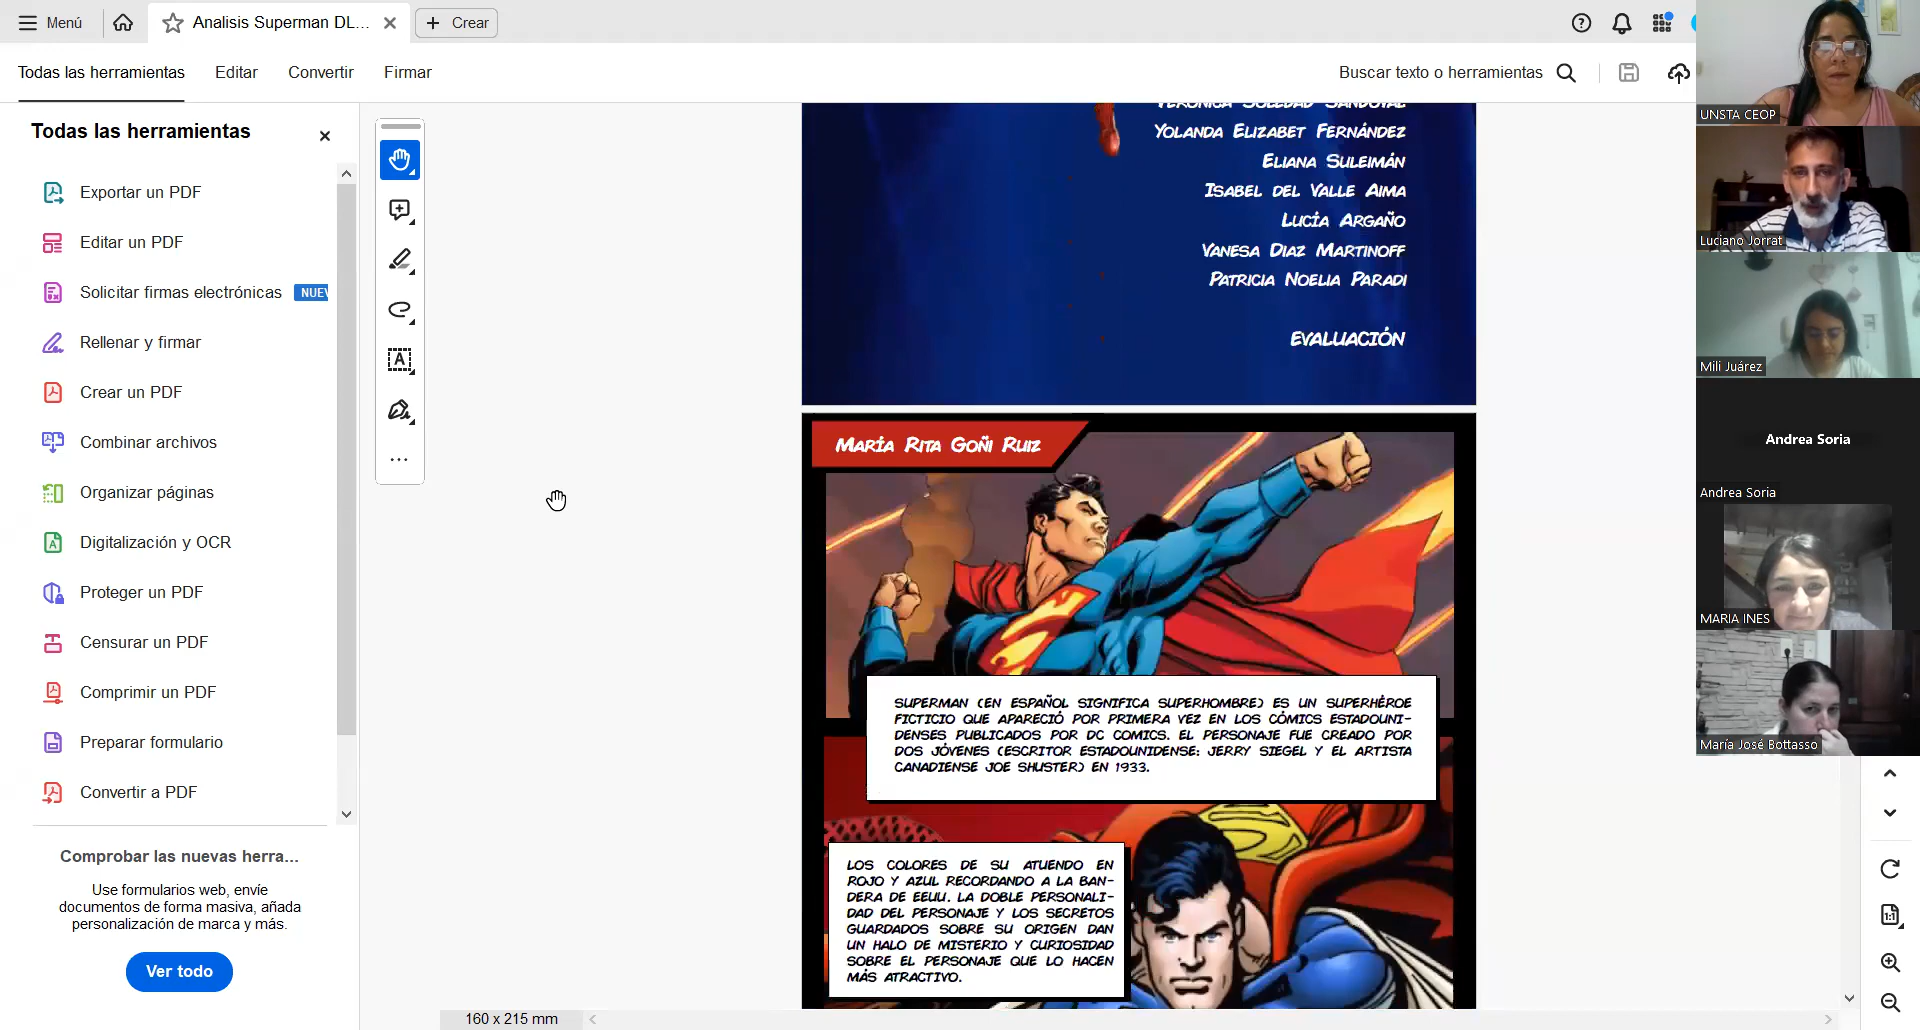 Menú
Analisis Superman DL...
Crear
Todas las herramientas
Editar
Convertir
Firmar
Buscar texto o herramientas
Todas las herramientas
Exportar un PDF
Editar un PDF
Solicitar firmas electrónicas
Rellenar y firmar
Crear un PDF
Combinar archivos
Organizar páginas
Digitalización y OCR
Proteger un PDF
Censurar un PDF
Comprimir un PDF
Preparar formulario
Convertir a PDF
Comprobar las nuevas herra...
Use formularios web, envíe
documentos de forma masiva, añada
personalización de marca y más.
Ver todo
VERÓNICA SOLEDAD SANDOVAL
YOLANDA ELIZABET FERNÁNDEZ
ELIANA SULEIMÁN
ISABEL DEL VALLE AIMA
LUCÍA ARGAÑO
VANESA DIAZ MARTINOFF
PATRICIA NOELIA PARADI
EVALUACIÓN
MARÍA RITA GOÑI RUIZ
SUPERMAN (EN ESPAÑOL SIGNIFICA SUPERHOMBRE) ES UN SUPERHÉROE
FICTICIO QUE APARECIÓ POR PRIMERA VEZ EN LOS CÓMICS ESTADOUNI-
DENSES PUBLICADOS POR DC COMICS. EL PERSONAJE FUE CREADO POR
DOS JÓVENES (ESCRITOR ESTADOUNIDENSE: JERRY SIEGEL Y EL ARTISTA
CANADIENSE JOE SHUSTER) EN 1933.
LOS COLORES DE SU ATUENDO EN
ROJO Y AZUL RECORDANDO A LA BAN-
DERA DE EEUU. LA DOBLE PERSONALI-
DAD DEL PERSONAJE Y LOS SECRETOS
GUARDADOS SOBRE SU ORIGEN DAN
UN HALO DE MISTERIO Y CURIOSIDAD
SOBRE EL PERSONAJE QUE LO HACEN
MÁS ATRACTIVO.
160 x 215 mm
UNSTA CEOP
Luciano Jorrat
Mili Juárez
Andrea Soria
Andrea Soria
MARIA INES
María José Bottasso
1:1